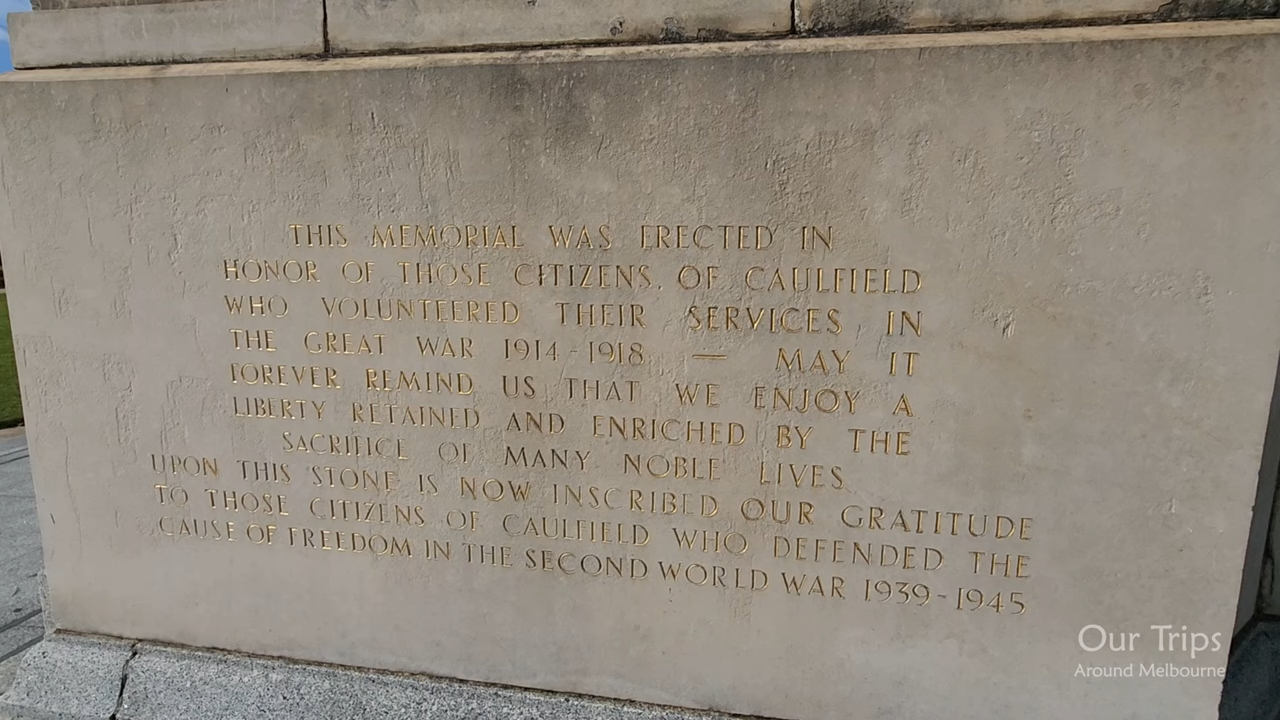 THIS MEMORIAL WAS ERECTED IN
HONOR OF THOSE CITIZENS, OF CAULFIELD
WHO VOLUNTEERED THEIR SERVICES IN
THE GREAT WAR 1914-1918 — MAY IT
FOREVER REMIND US THAT WE ENJOY A
LIBERTY RETAINED AND ENRICHED BY THE
SACRIFICE OF MANY NOBLE LIVES
UPON THIS STONE IS NOW INSCRIBED OUR GRATITUDE
TO THOSE CITIZENS OF CAULFIELD WHO DEFENDED THE
CAUSE OF FREEDOM IN THE SECOND WORLD WAR 1939-1945
Our Trips
Around Melbourne